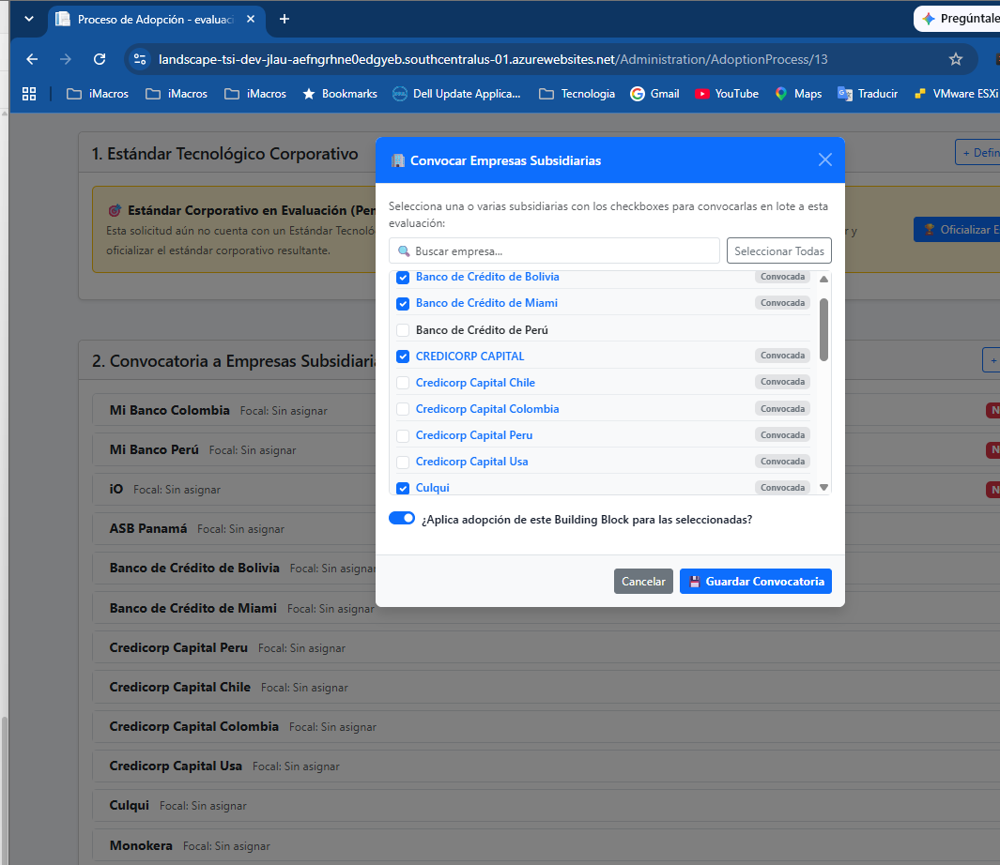 Proceso de Adopción - evaluac
Pregúntale
landscape-tsi-dev-jlau-aefngrhne0edgyeb.southcentralus-01.azurewebsites.net/Administration/AdoptionProcess/13
iMacros
iMacros
iMacros
Bookmarks
Dell Update Applica...
Tecnologia
Gmail
YouTube
Maps
Traducir
VMware ESXi
1. Estándar Tecnológico Corporativo
+ Defin
Estándar Corporativo en Evaluación (Pen
Esta solicitud aún no cuenta con un Estándar Tecnoló
r y
oficializar el estándar corporativo resultante.
Oficializar E
2. Convocatoria a Empresas Subsidiaria
+
Mi Banco Colombia Focal: Sin asignar
N
Mi Banco Perú Focal: Sin asignar
N
iO Focal: Sin asignar
N
ASB Panamá Focal: Sin asignar
Banco de Crédito de Bolivia Focal: Sin asignar
Banco de Crédito de Miami Focal: Sin asignar
Credicorp Capital Peru Focal: Sin asignar
Credicorp Capital Chile Focal: Sin asignar
Credicorp Capital Colombia Focal: Sin asignar
Credicorp Capital Usa Focal: Sin asignar
Culqui Focal: Sin asignar
Monokera Focal: Sin asignar
Convocar Empresas Subsidiarias
Selecciona una o varias subsidiarias con los checkboxes para convocarlas en lote a esta
evaluación:
Buscar empresa...
Seleccionar Todas
Banco de Crédito de Bolivia Convocada
Banco de Crédito de Miami Convocada
Banco de Crédito de Perú
CREDICORP CAPITAL Convocada
Credicorp Capital Chile Convocada
Credicorp Capital Colombia Convocada
Credicorp Capital Peru Convocada
Credicorp Capital Usa Convocada
Culqui Convocada
¿Aplica adopción de este Building Block para las seleccionadas?
Cancelar
Guardar Convocatoria